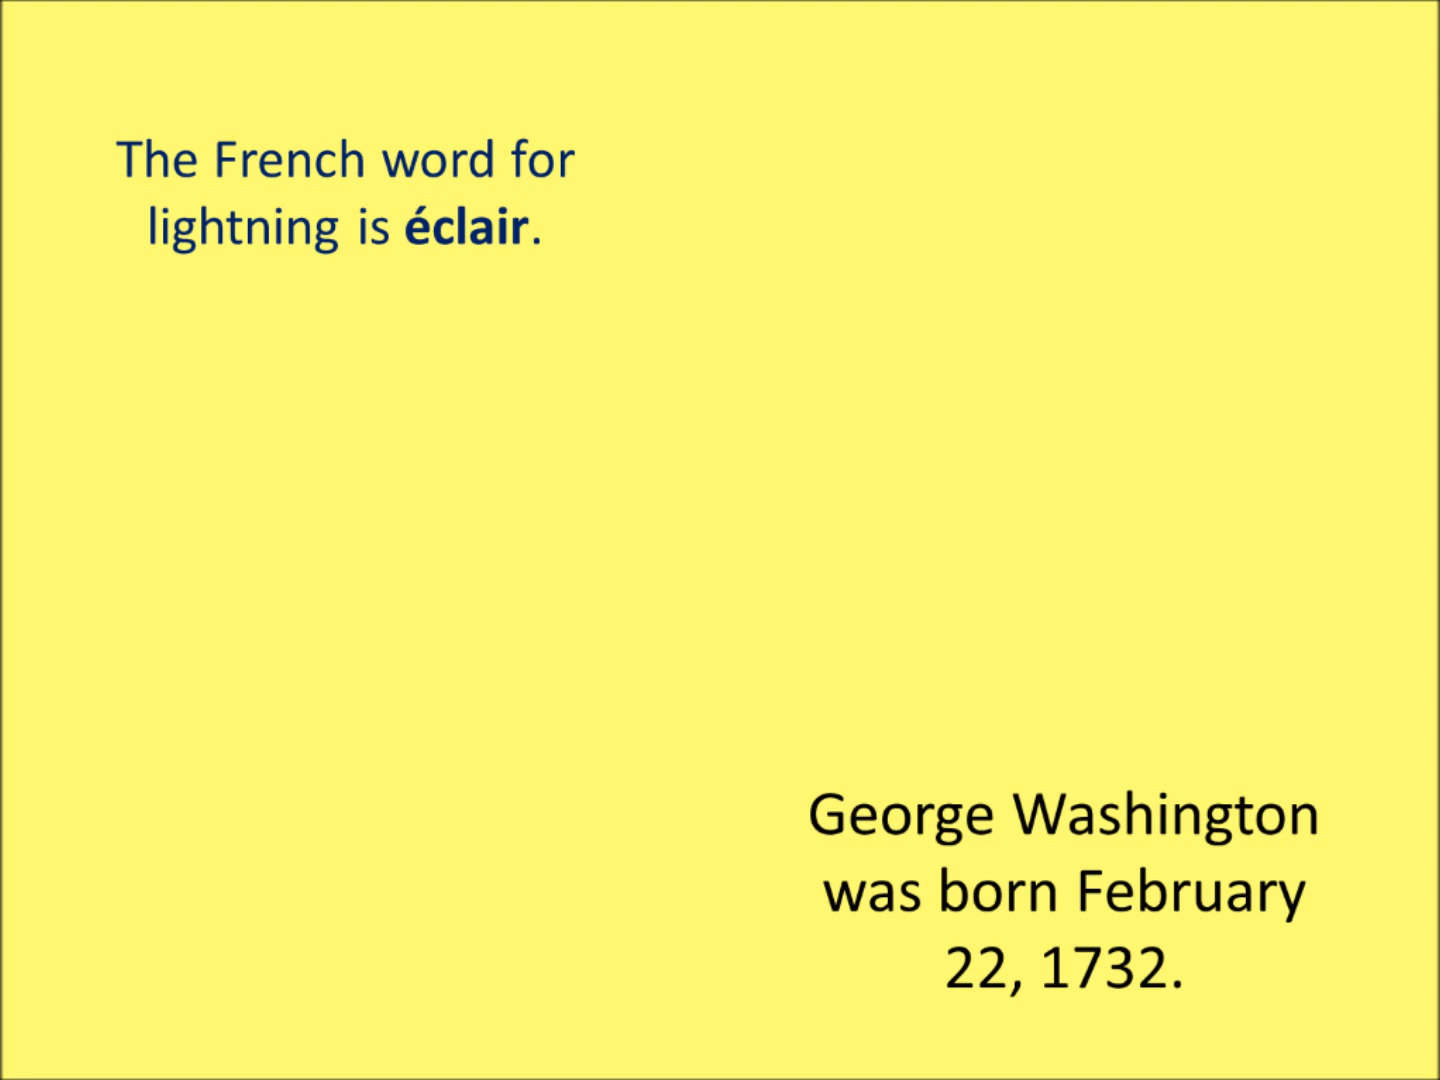 The French word for
lightning is éclair.
George Washington
was born February
22, 1732.